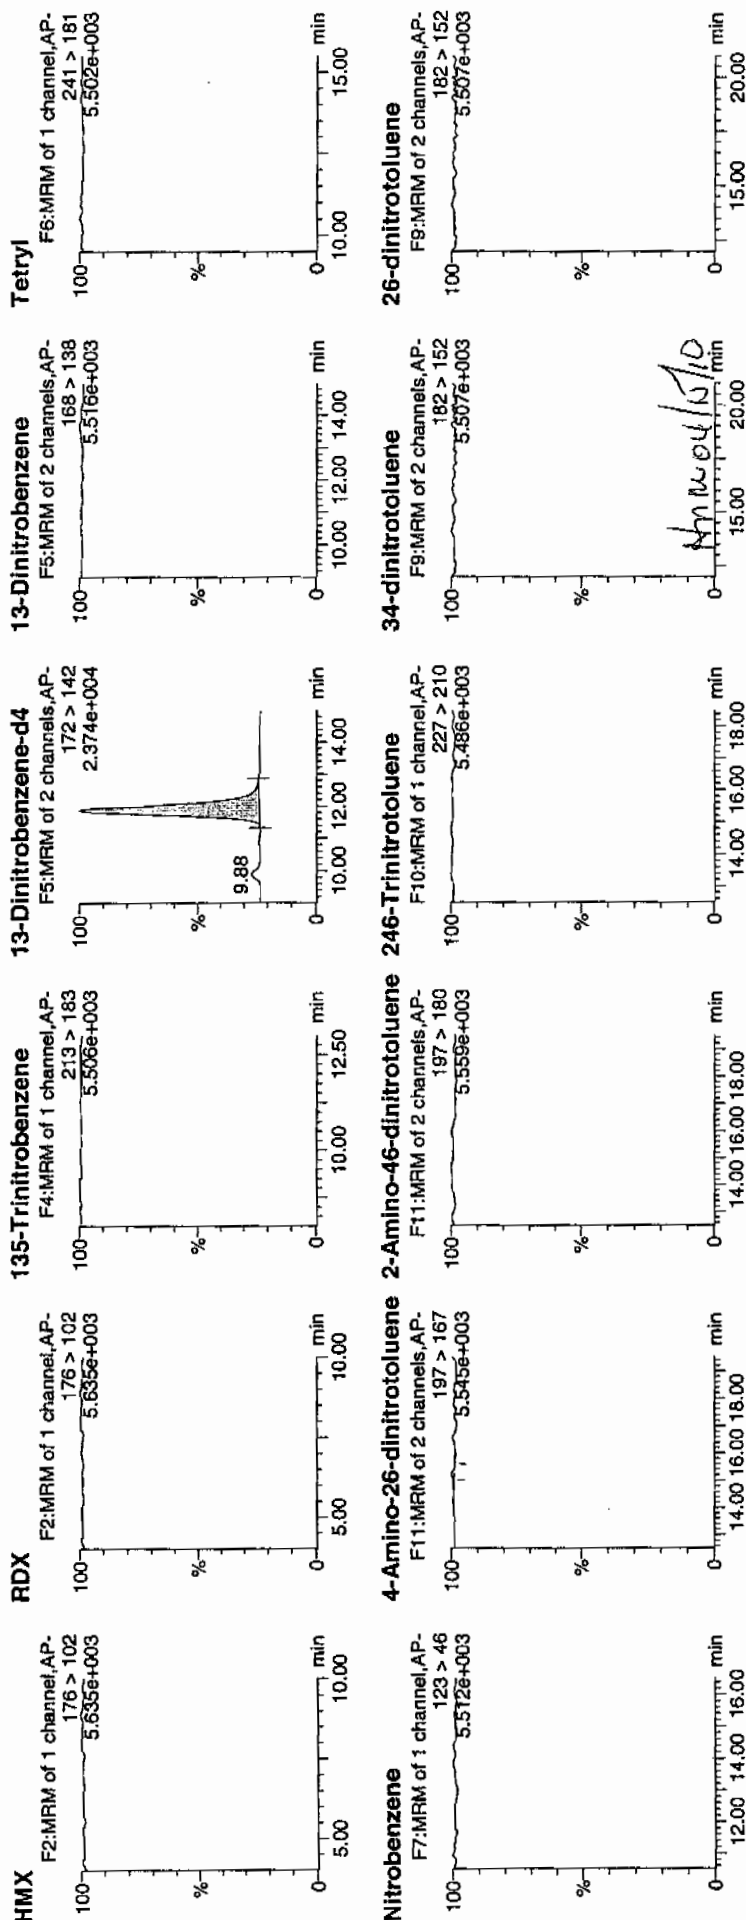 HMX
F2:MRM of 1 channel,AP-
176 > 102
5.635e+003
100
%
0
5.00
10.00
min
RDX
F2:MRM of 1 channel,AP-
176 > 102
5.635e+003
100
%
0
5.00
10.00
min
135-Trinitrobenzene
F4:MRM of 1 channel,AP-
213 > 183
5.506e+003
100
%
0
10.00
12.50
min
13-Dinitrobenzene-d4
F5:MRM of 2 channels,AP-
172 > 142
2.374e+004
100
9.88
%
0
10.00
12.00
14.00
min
13-Dinitrobenzene
F5:MRM of 2 channels,AP-
168 > 138
5.516e+003
100
%
0
10.00
12.00
14.00
min
Tetryl
F6:MRM of 1 channel,AP-
241 > 181
5.502e+003
100
%
0
10.00
15.00
min
Nitrobenzene
F7:MRM of 1 channel,AP-
123 > 46
5.512e+003
100
%
0
12.00
14.00
16.00
min
4-Amino-26-dinitrotoluene
F11:MRM of 2 channels,AP-
197 > 167
5.545e+003
100
%
0
14.00
16.00
18.00
min
2-Amino-46-dinitrotoluene
F11:MRM of 2 channels,AP-
197 > 180
5.559e+003
100
%
0
14.00
16.00
18.00
min
246-Trinitrotoluene
F10:MRM of 1 channel,AP-
227 > 210
5.486e+003
100
%
0
14.00
16.00
18.00
min
34-dinitrotoluene
F9:MRM of 2 channels,AP-
182 > 152
5.507e+003
100
%
0
15.00
20.00
min
26-dinitrotoluene
F9:MRM of 2 channels,AP-
182 > 152
5.507e+003
100
%
0
15.00
20.00
min